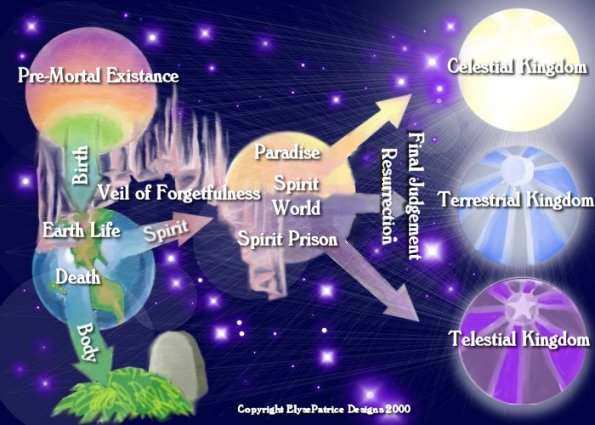 Pre-Mortal Existance
Birth
Veil of Forgetfulness
Earth Life
Spirit
Death
Body
Paradise
Spirit
World
Spirit Prison
Final Judgement
Resurrection
Celestial Kingdom
Terrestrial Kingdom
Telestial Kingdom
Copyright ElysePatrice Designs 2000